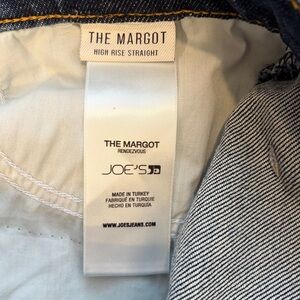 THE MARGOT
HIGH RISE STRAIGHT
THE MARGOT
RENDEZVOUS
JOE'S
MADE IN TURKEY
FABRIQUÉ EN TURQUIE
HECHO EN TURQUÍA
WWW.JOESJEANS.COM